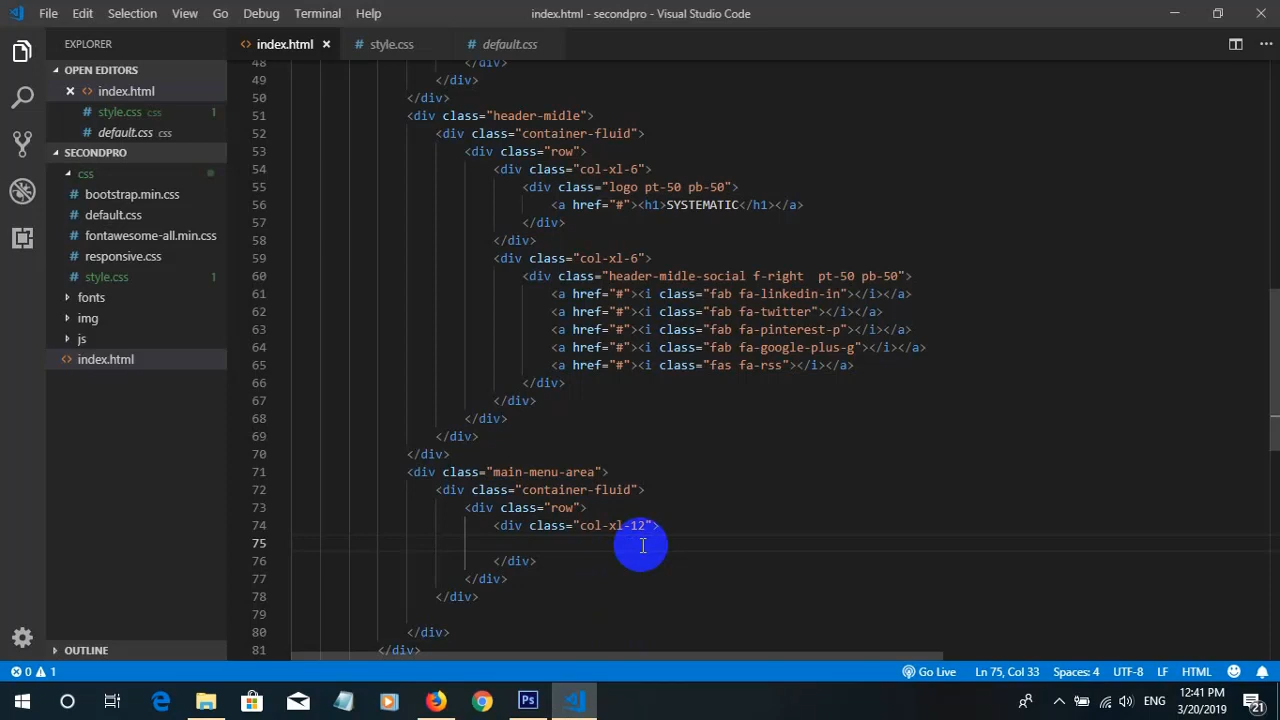 File Edit Selection View Go Debug Terminal Help index.html - secondpro - Visual Studio Code
EXPLORER
OPEN EDITORS
index.html
style.css css 1
default.css css
SECONDPRO
css
bootstrap.min.css
default.css
fontawesome-all.min.css
responsive.css
style.css 1
fonts
img
js
index.html
OUTLINE
index.html style.css default.css
48 </div>
49 </div>
50 </div>
51 <div class="header-midle">
52 <div class="container-fluid">
53 <div class="row">
54 <div class="col-xl-6">
55 <div class="logo pt-50 pb-50">
56 <a href="#"><h1>SYSTEMATIC</h1></a>
57 </div>
58 </div>
59 <div class="col-xl-6">
60 <div class="header-midle-social f-right  pt-50 pb-50">
61 <a href="#"><i class="fab fa-linkedin-in"></i></a>
62 <a href="#"><i class="fab fa-twitter"></i></a>
63 <a href="#"><i class="fab fa-pinterest-p"></i></a>
64 <a href="#"><i class="fab fa-google-plus-g"></i></a>
65 <a href="#"><i class="fas fa-rss"></i></a>
66 </div>
67 </div>
68 </div>
69 </div>
70 </div>
71 <div class="main-menu-area">
72 <div class="container-fluid">
73 <div class="row">
74 <div class="col-xl-12">
75
76 </div>
77 </div>
78 </div>
79
80 </div>
81 </div>
0 1 Go Live Ln 75, Col 33 Spaces: 4 UTF-8 LF HTML
ENG 12:41 PM
3/20/2019 21